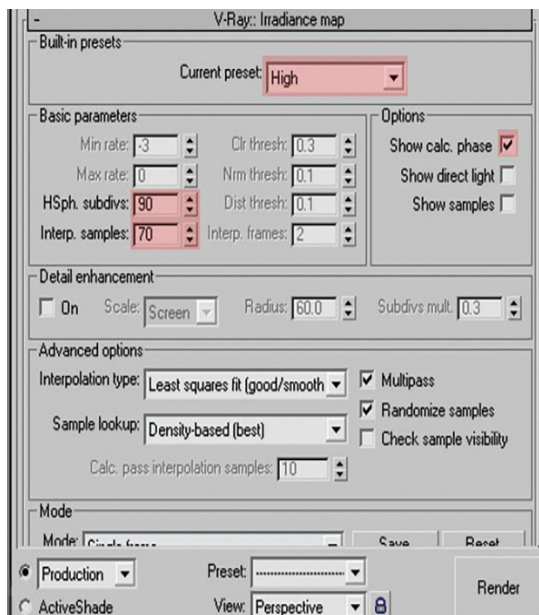 - V-Ray:: Irradiance map
Built-in presets
Current preset: High
Basic parameters
Min rate: -3 Clr thresh: 0.3
Max rate: 0 Nrm thresh: 0.1
HSph. subdivs: 90 Dist thresh: 0.1
Interp. samples: 70 Interp. frames: 2
Options
Show calc. phase
Show direct light
Show samples
Detail enhancement
On Scale: Screen Radius: 60.0 Subdivs mult. 0.3
Advanced options
Interpolation type: Least squares fit (good/smooth Multipass
Randomize samples
Sample lookup: Density-based (best) Check sample visibility
Calc. pass interpolation samples: 10
Mode
Mode: Single frame Save Reset
Production Preset: --------------------
ActiveShade View: Perspective Render